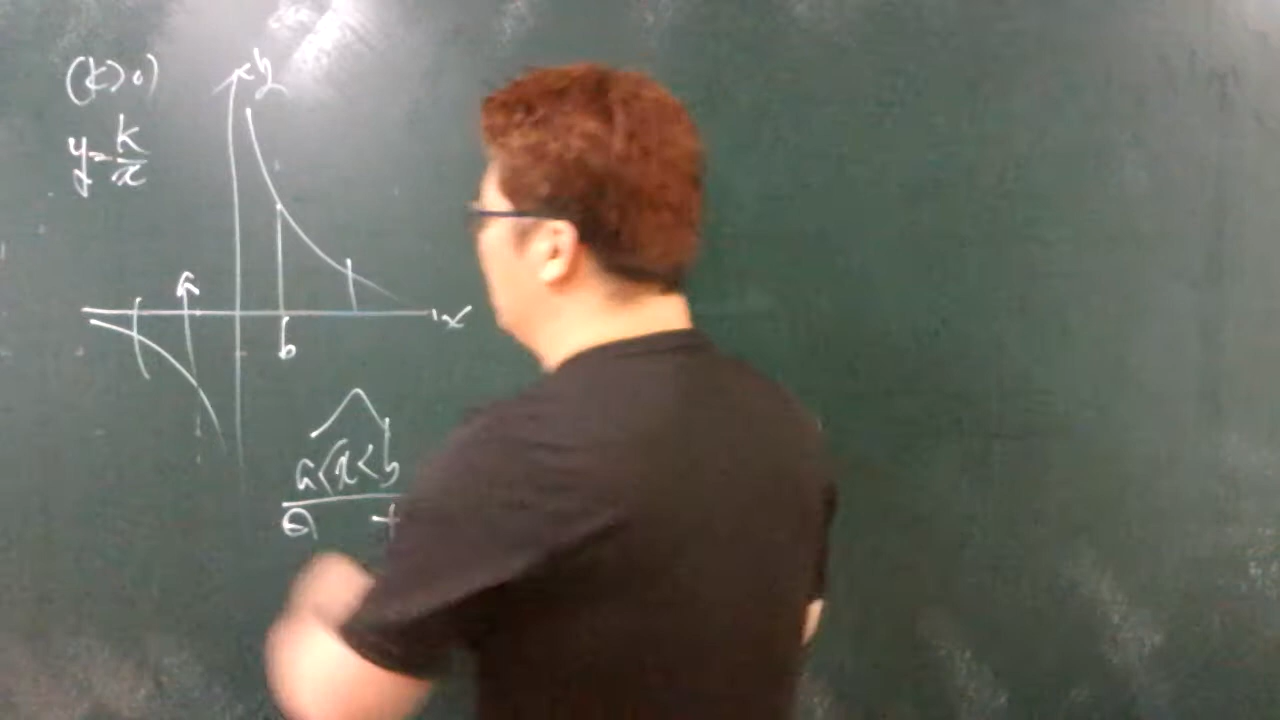 (k>0)
y=k/x
y
a
x
b
a<x<b
⊖ +